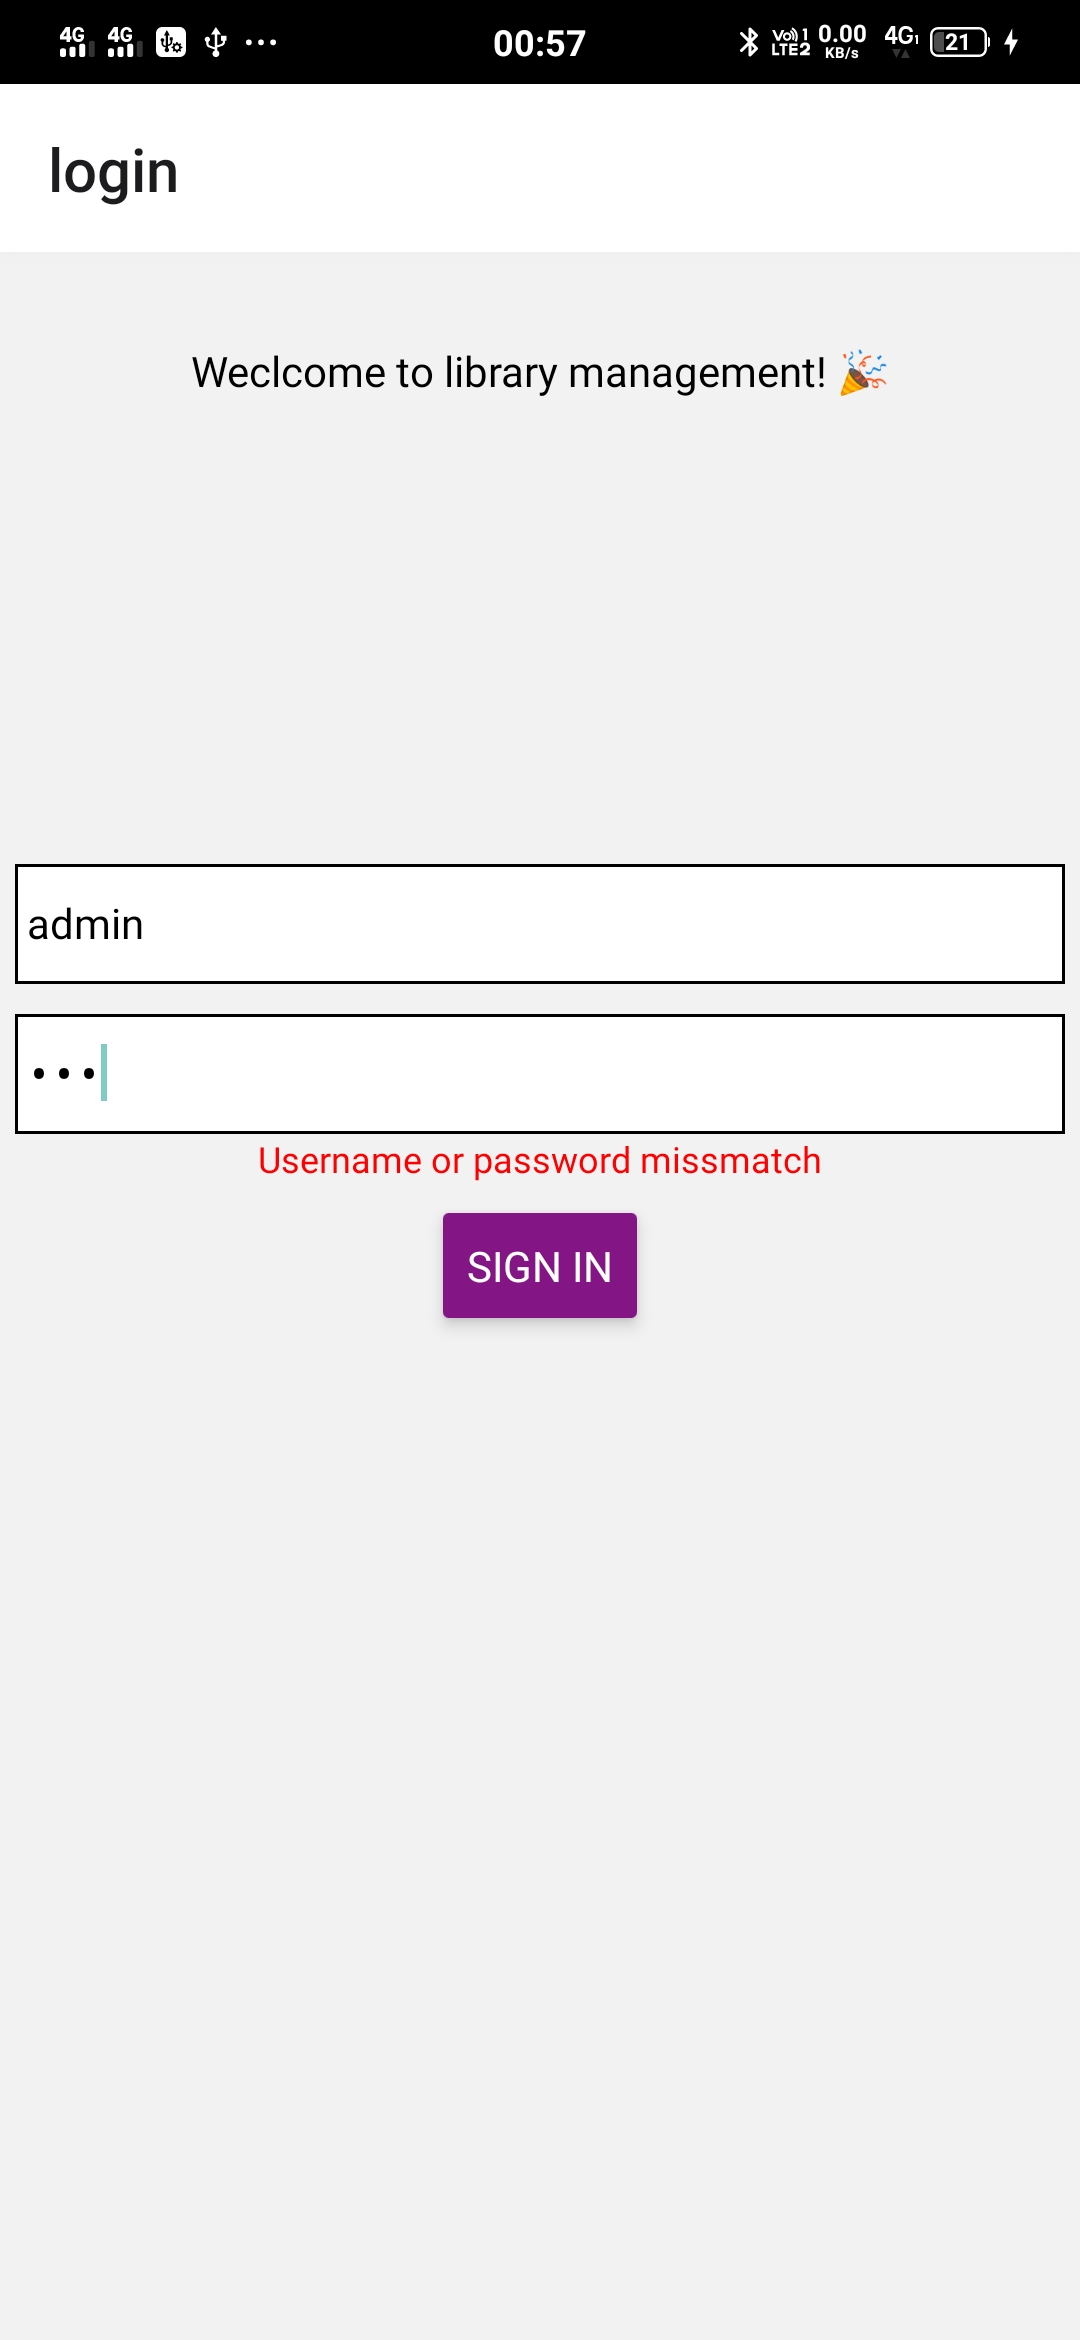 4G 4G 00:57 Vo) 1 LTE2 0.00 KB/s 4G1 21
login
Weclcome to library management! 🎉
admin
•••
Username or password missmatch
SIGN IN